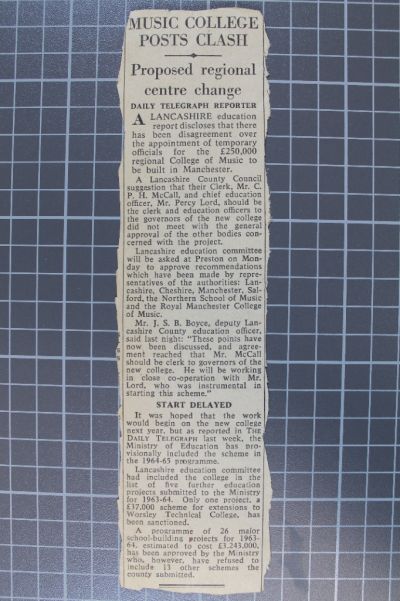 MUSIC COLLEGE
POSTS CLASH
Proposed regional
centre change
DAILY TELEGRAPH REPORTER
A LANCASHIRE education
report discloses that there
has been disagreement over
the appointment of temporary
officials for the £250,000
regional College of Music to
be built in Manchester.
A Lancashire County Council
suggestion that their Clerk, Mr. C.
P. H. McCall, and chief education
officer, Mr. Percy Lord, should be
the clerk and education officers to
the governors of the new college
did not meet with the general
approval of the other bodies con-
cerned with the project.
Lancashire education committee
will be asked at Preston on Mon-
day to approve recommendations
which have been made by repre-
sentatives of the authorities: Lan-
cashire, Cheshire, Manchester, Sal-
ford, the Northern School of Music
and the Royal Manchester College
of Music.
Mr. J. S. B. Boyce, deputy Lan-
cashire County education officer,
said last night: "These points have
now been discussed, and agree-
ment reached that Mr. McCall
should be clerk to governors of the
new college. He will be working
in close co-operation with Mr.
Lord, who was instrumental in
starting this scheme."
START DELAYED
It was hoped that the work
would begin on the new college
next year, but as reported in THE
DAILY TELEGRAPH last week, the
Ministry of Education has pro-
visionally included the scheme in
the 1964-65 programme.
Lancashire education committee
had included the college in the
list of five further education
projects submitted to the Ministry
for 1963-64. Only one project, a
£37,000 scheme for extensions to
Worsley Technical College, has
been sanctioned.
A programme of 26 major
school-building projects for 1963-
64, estimated to cost £3,243,000,
has been approved by the Ministry
who, however, have refused to
include 13 other schemes the
county submitted.